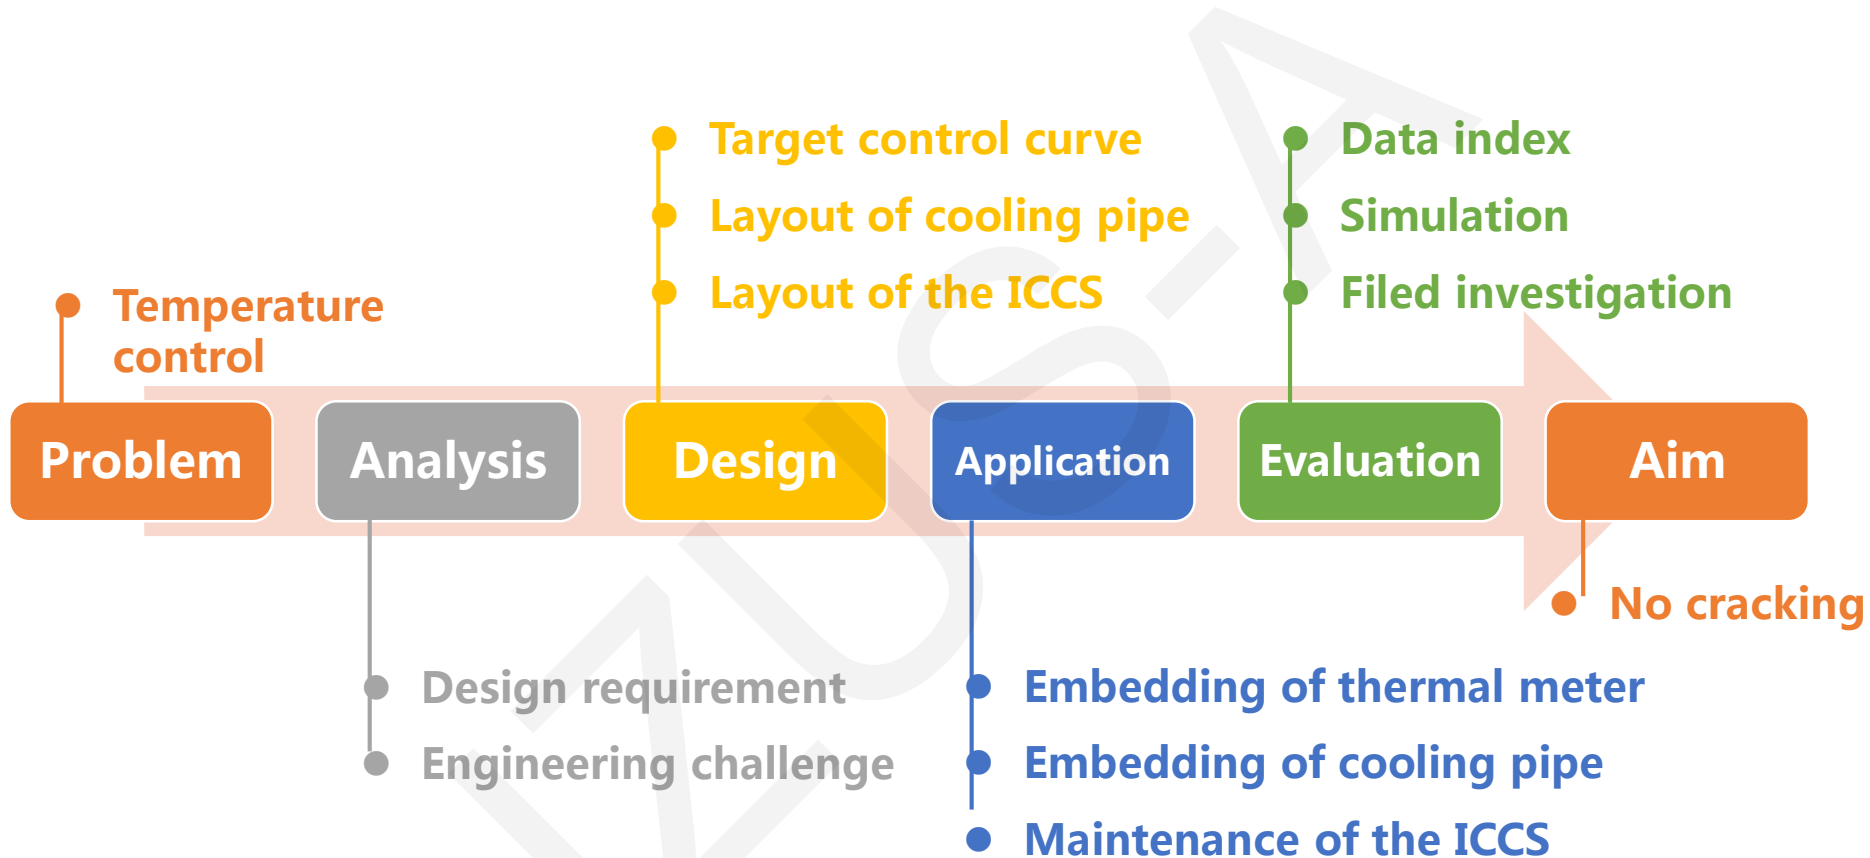 Target control curve
Layout of cooling pipe
Layout of the ICCS
Data index
Simulation
Filed investigation
Temperature
control
Problem
Analysis
Design
Application
Evaluation
Aim
No cracking
Design requirement
Engineering challenge
Embedding of thermal meter
Embedding of cooling pipe
Maintenance of the ICCS
JZUS-A